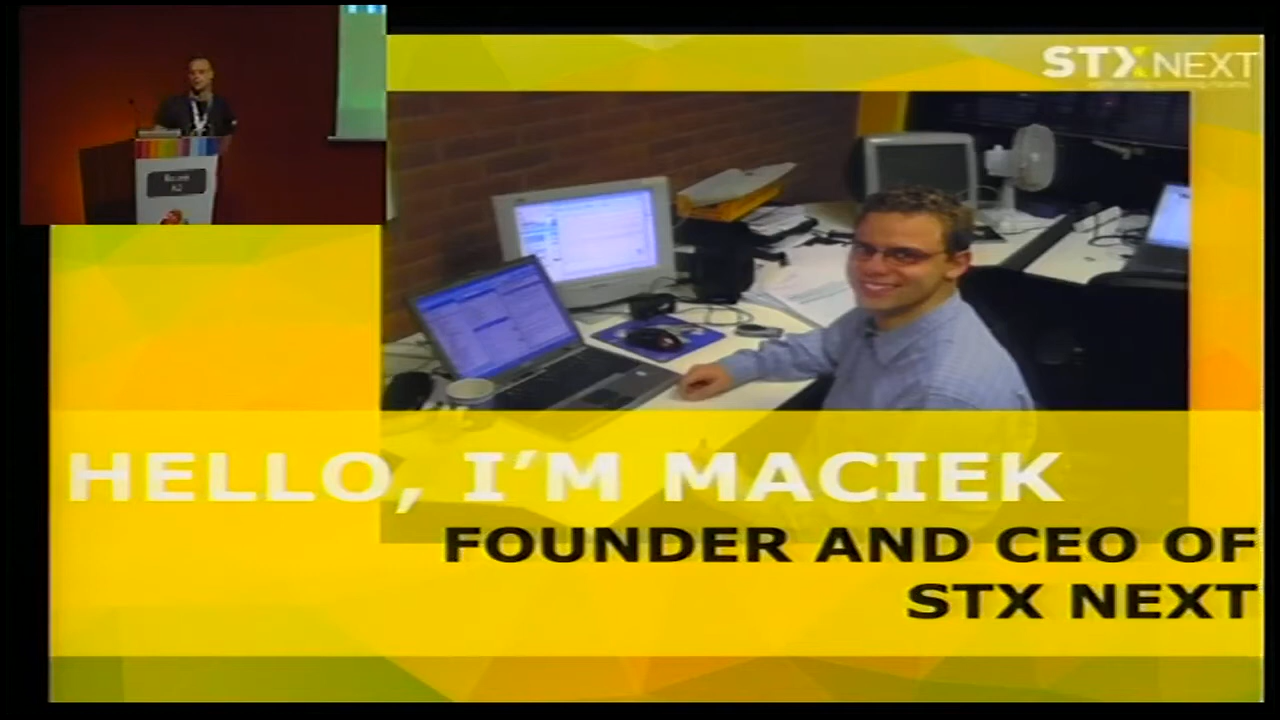 STX NEXT
HELLO, I'M MACIEK
FOUNDER AND CEO OF
STX NEXT